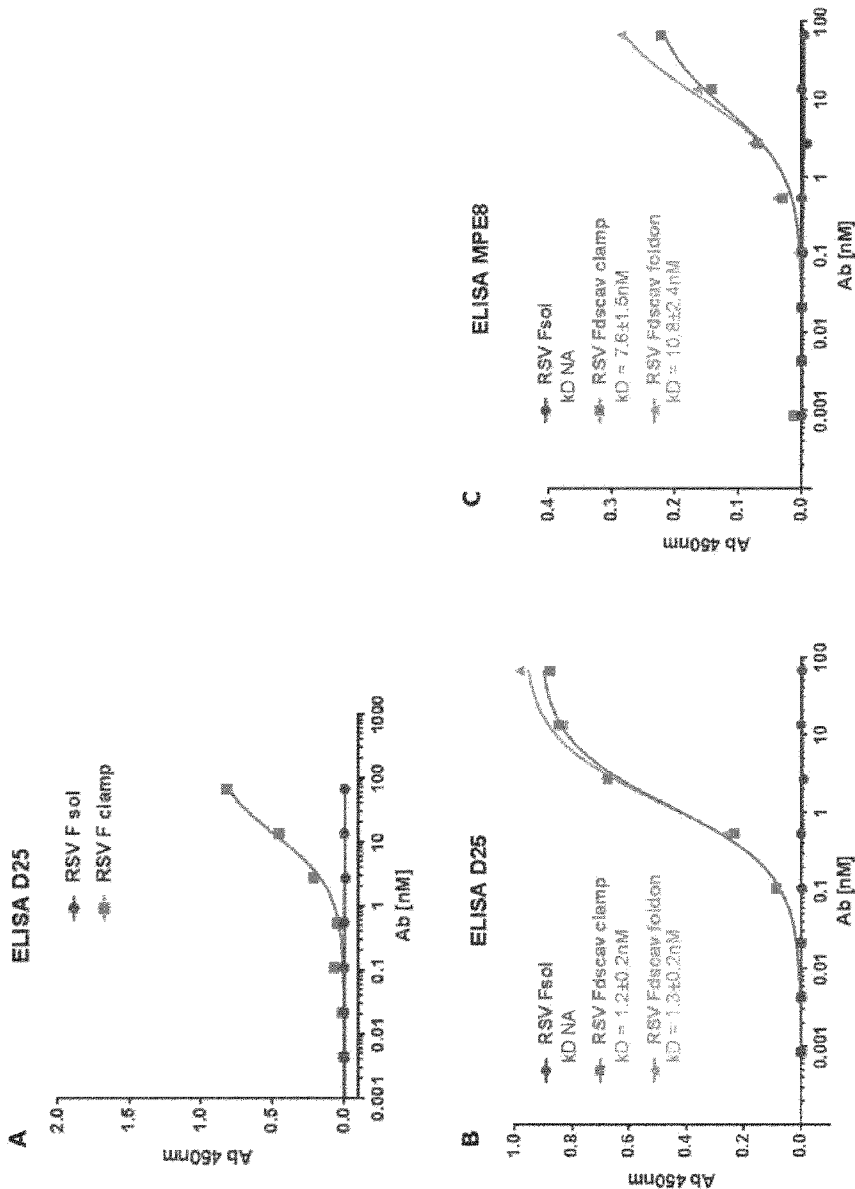 A
ELISA D25
RSV F sol
RSV F clamp
2.0
1.5
1.0
0.5
0.0
Ab 450nm
0.001
0.01
0.1
1
10
100
1000
Ab [nM]
B
ELISA D25
RSV Fsol
kD NA
RSV Fdscav clamp
kD = 1.2±0.2nM
RSV Fdscav foldon
kD = 1.3±0.2nM
1.0
0.8
0.6
0.4
0.2
0.0
Ab 450nm
0.001
0.01
0.1
1
10
100
Ab [nM]
C
ELISA MPE8
RSV Fsol
kD NA
RSV Fdscav clamp
kD = 7.6±1.5nM
RSV Fdscav foldon
kD = 10.8±2.4nM
0.4
0.3
0.2
0.1
0.0
Ab 450nm
0.001
0.01
0.1
1
10
100
Ab [nM]